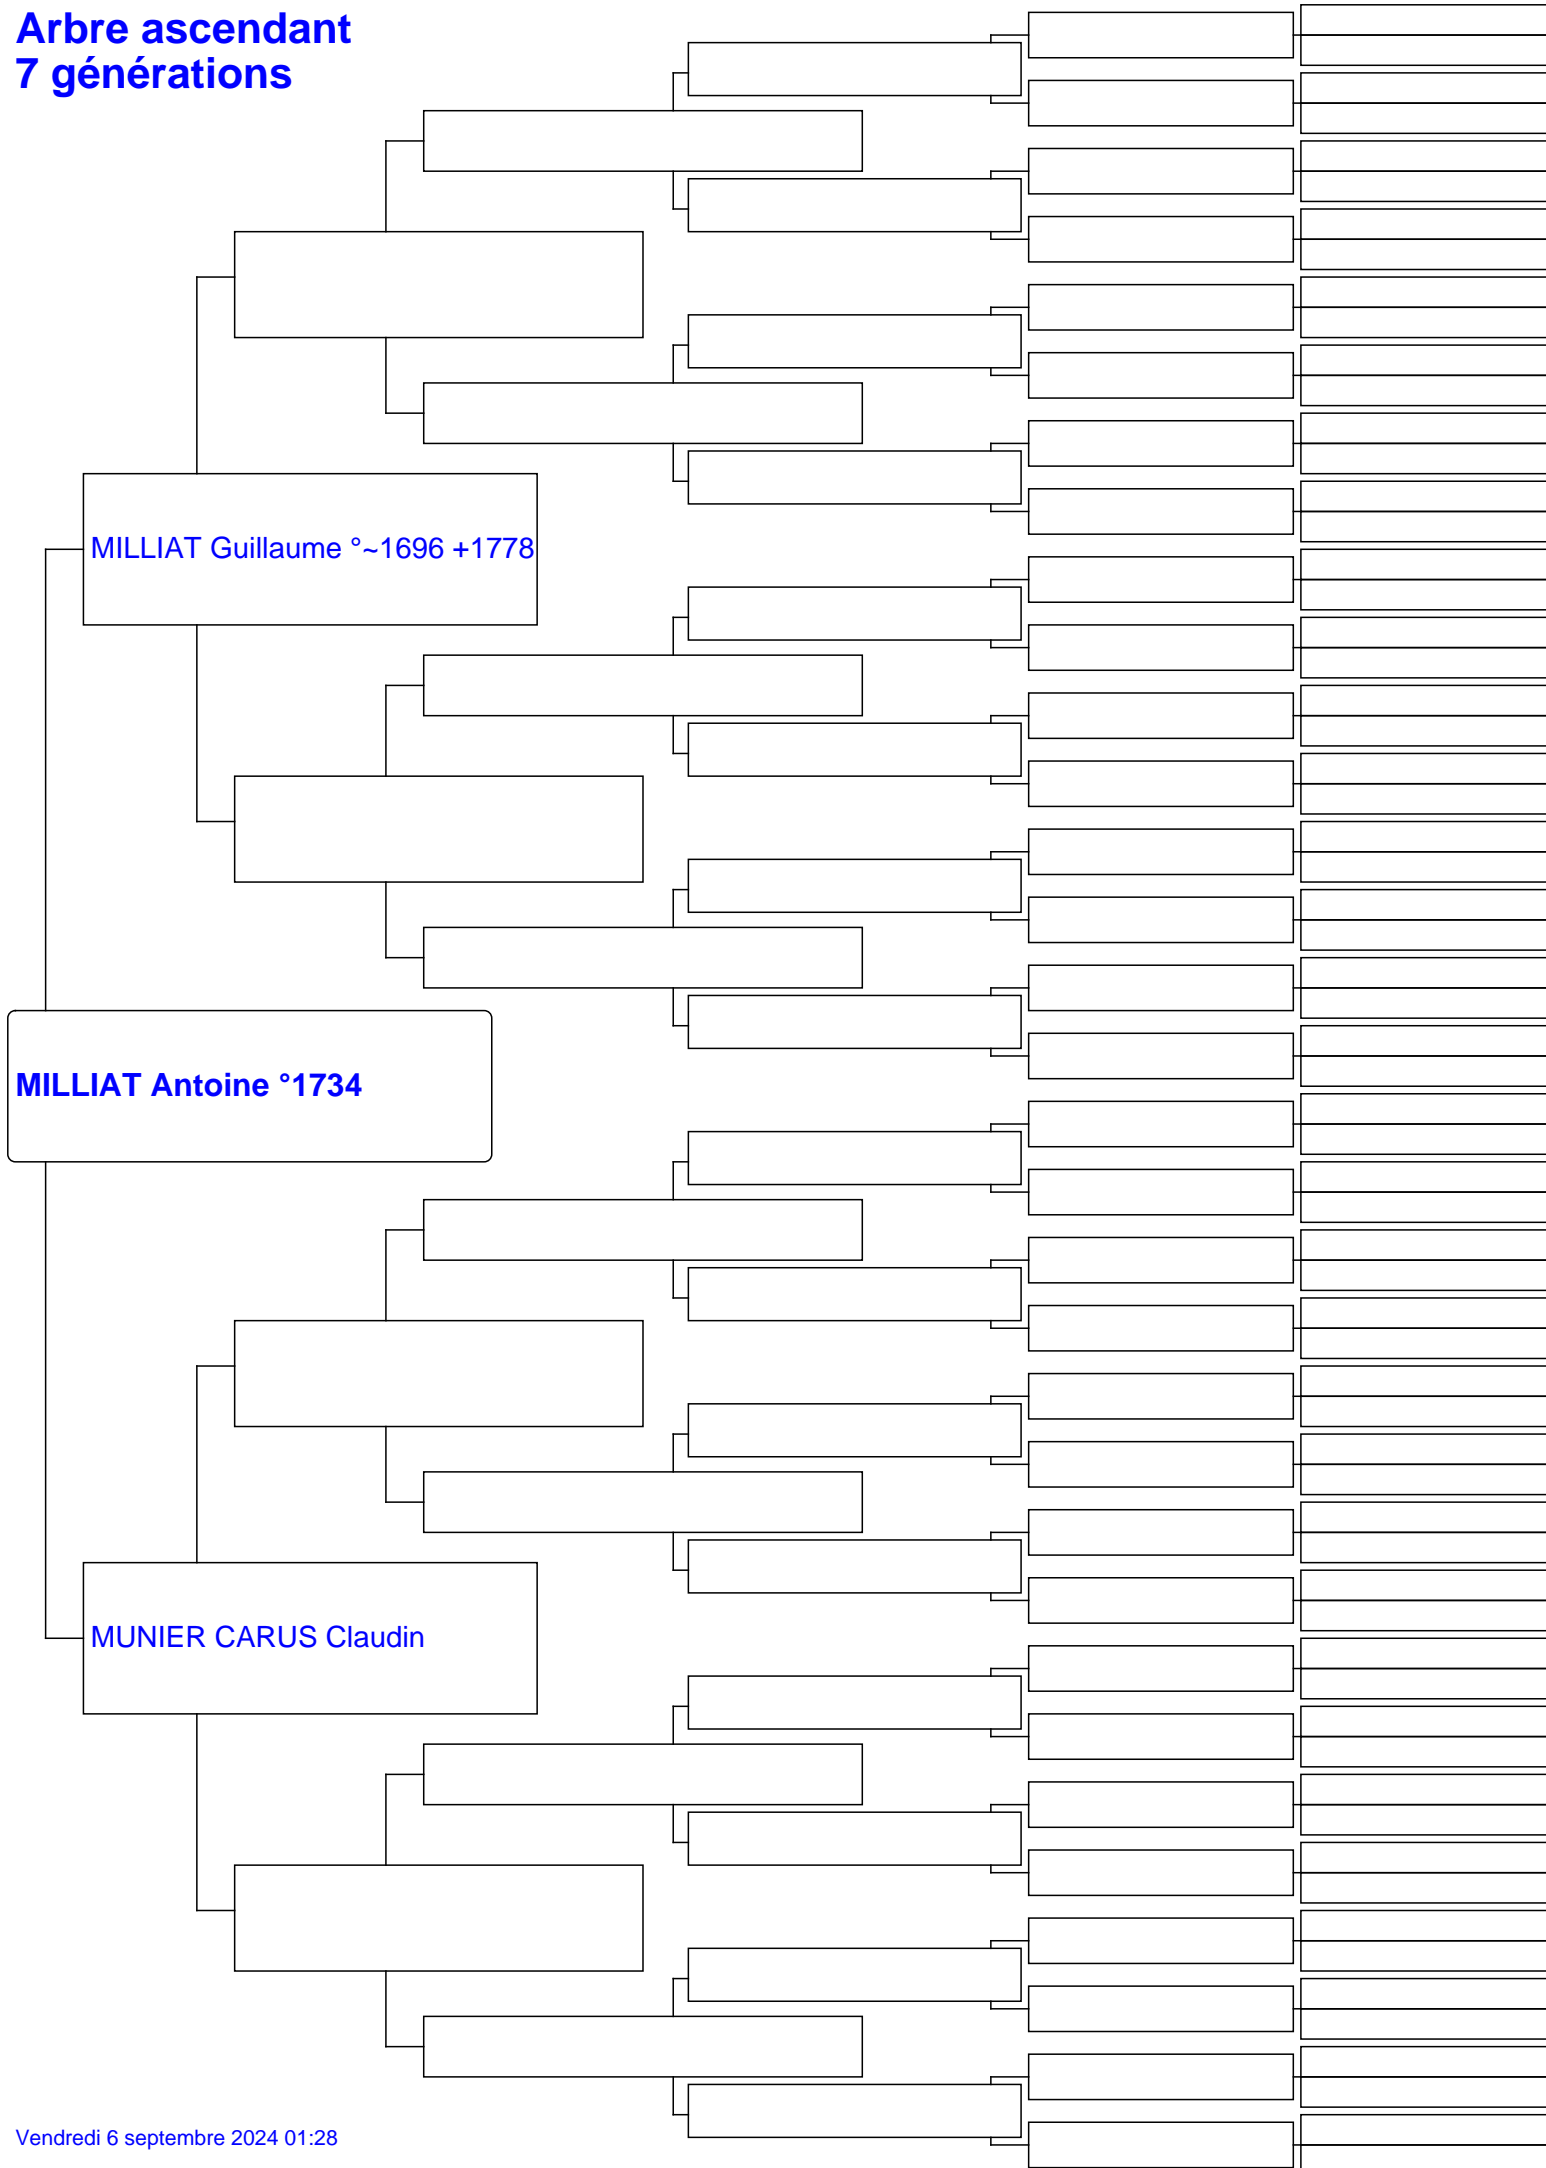 Arbre ascendant
7 générations
MILLIAT Guillaume °~1696 +1778
MILLIAT Antoine °1734
MUNIER CARUS Claudin
Vendredi 6 septembre 2024 01:28